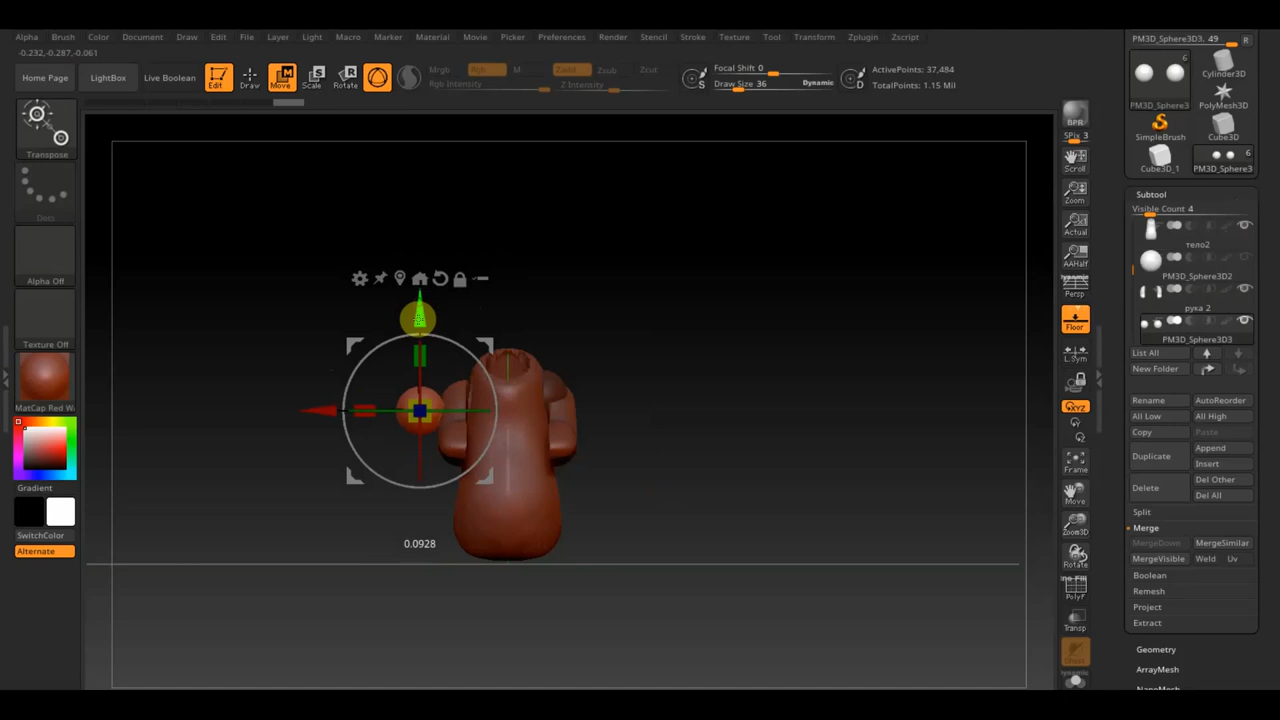 Alpha Brush Color Document Draw Edit File Layer Light Macro Marker Material Movie Picker Preferences Render Stencil Stroke Texture Tool Transform Zplugin Zscript
-0.232,-0.287,-0.061
Home Page LightBox Live Boolean Edit Draw Move Scale Rotate
Mrgb Rgb M Zadd Zsub Zcut
Rgb Intensity Z Intensity
Focal Shift 0
Draw Size 36 Dynamic
ActivePoints: 37,484
TotalPoints: 1.15 Mil
Transpose
Dots
Alpha Off
Texture Off
MatCap Red Wa
Gradient
SwitchColor
Alternate
0.0928
BPR
SPix 3
Scroll
Zoom
Actual
AAHalf
Dynamic
Persp
Floor
L.Sym
XYZ
Frame
Move
Zoom3D
Rotate
PolyF
Transp
Dynamic
PM3D_Sphere3D3. 49 R
6
Cylinder3D
PM3D_Sphere3 PolyMesh3D
SimpleBrush Cube3D
6
Cube3D_1 PM3D_Sphere3
Subtool
Visible Count 4
тело2
PM3D_Sphere3D2
рука 2
PM3D_Sphere3D3
List All
New Folder
Rename AutoReorder
All Low All High
Copy Paste
Duplicate Append
Insert
Delete Del Other
Del All
Split
Merge
MergeDown MergeSimilar
MergeVisible Weld Uv
Boolean
Remesh
Project
Extract
Geometry
ArrayMesh
NanoMesh